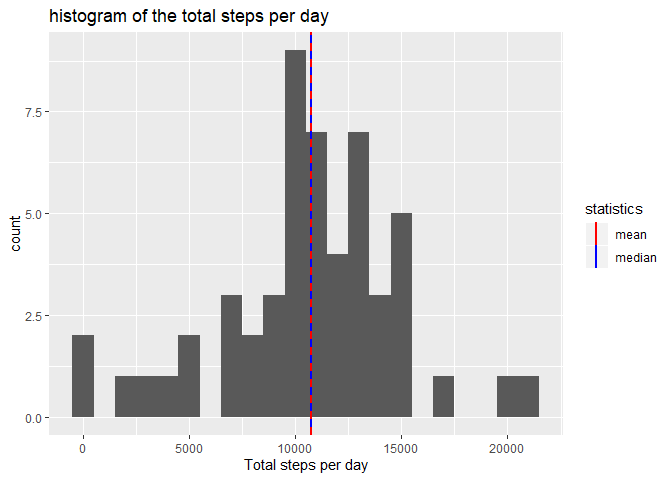 histogram of the total steps per day
7.5
5.0
2.5
0.0
count
0 5000 10000 15000 20000
Total steps per day
statistics
mean
median